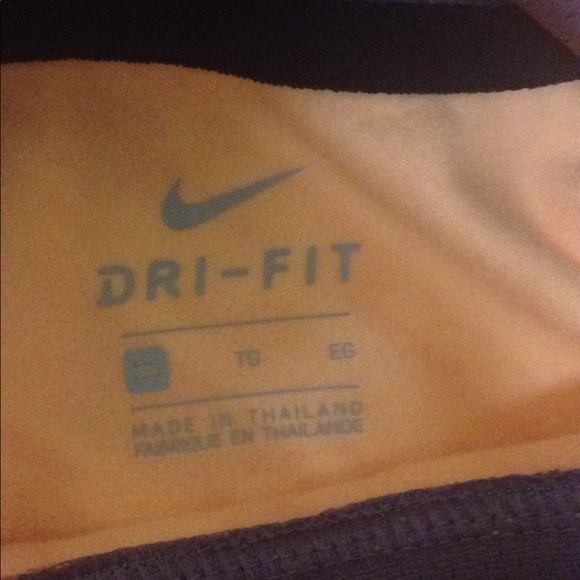 DRI-FIT
TG EG
MADE IN THAILAND
FABRIQUE EN THAILANDE